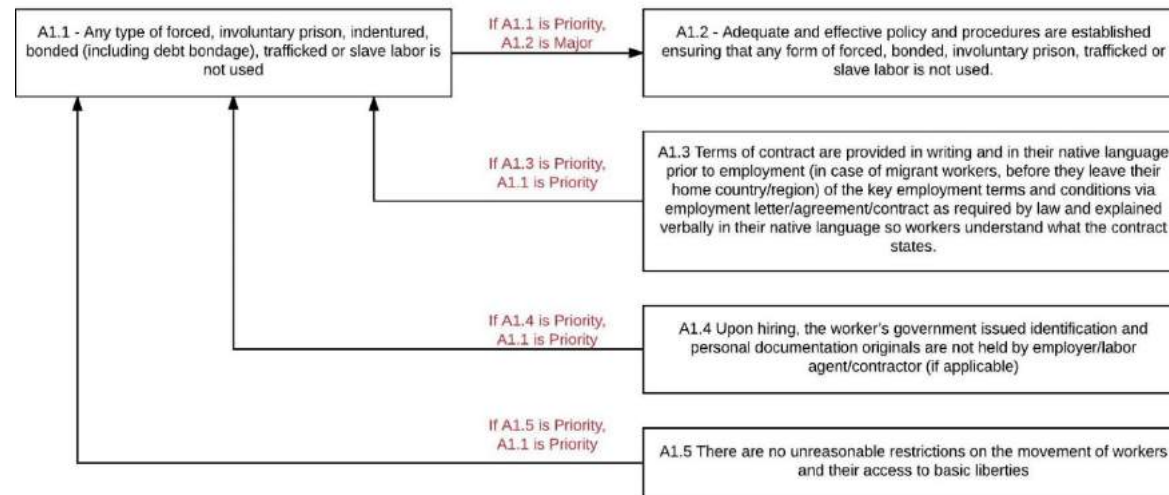 A1.1 - Any type of forced, involuntary prison, indentured,
bonded (including debt bondage), trafficked or slave labor is
not used
If A1.1 is Priority,
A1.2 is Major
A1.2 - Adequate and effective policy and procedures are established
ensuring that any form of forced, bonded, involuntary prison, trafficked or
slave labor is not used.
If A1.3 is Priority,
A1.1 is Priority
A1.3 Terms of contract are provided in writing and in their native language
prior to employment (in case of migrant workers, before they leave their
home country/region) of the key employment terms and conditions via
employment letter/agreement/contract as required by law and explained
verbally in their native language so workers understand what the contract
states.
If A1.4 is Priority,
A1.1 is Priority
A1.4 Upon hiring, the worker's government issued identification and
personal documentation originals are not held by employer/labor
agent/contractor (if applicable)
If A1.5 is Priority,
A1.1 is Priority
A1.5 There are no unreasonable restrictions on the movement of workers
and their access to basic liberties